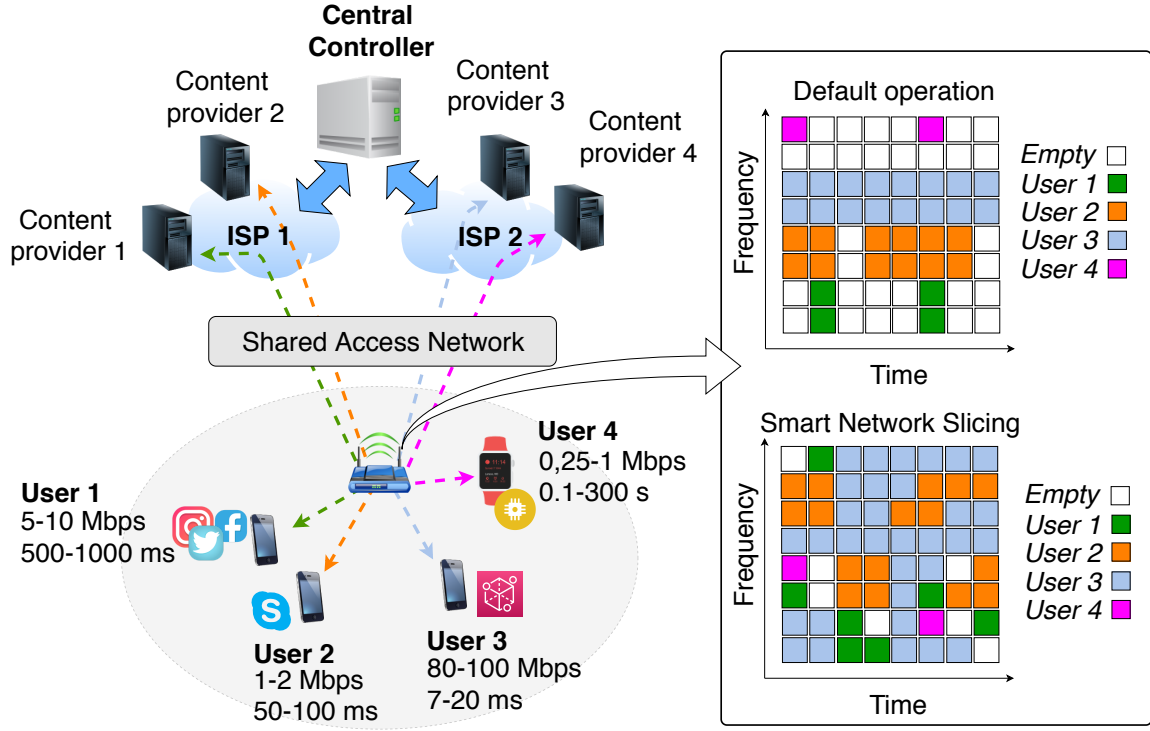 Central
Controller
Content
provider 2
Content
provider 3
Content
provider 4
Content
provider 1
ISP 1
ISP 2
Shared Access Network
User 1
5-10 Mbps
500-1000 ms
User 2
1-2 Mbps
50-100 ms
User 3
80-100 Mbps
7-20 ms
User 4
0,25-1 Mbps
0.1-300 s
Default operation
Frequency
Time
Empty
User 1
User 2
User 3
User 4
Smart Network Slicing
Frequency
Time
Empty
User 1
User 2
User 3
User 4